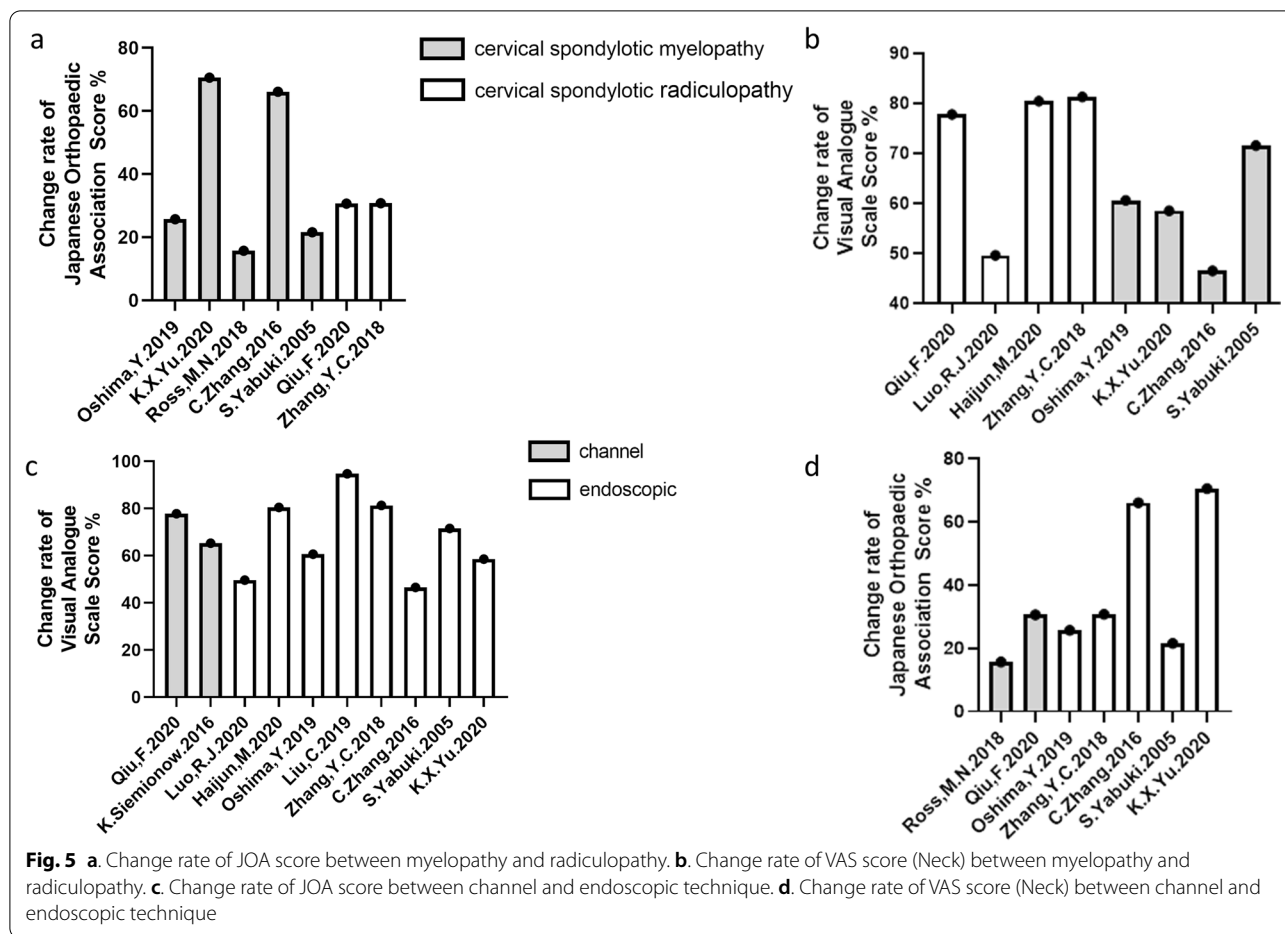 a
cervical spondylotic myelopathy
cervical spondylotic radiculopathy
Change rate of
Japanese Orthopaedic
Association Score %
80
60
40
20
0
Oshima,Y.2019
K.X.Yu.2020
Ross,M.N.2018
C.Zhang.2016
S.Yabuki.2005
Qiu,F.2020
Zhang,Y.C.2018
b
Change rate of
Visual Analogue
Scale Score %
90
80
70
60
50
40
Qiu,F.2020
Luo,R.J.2020
Haijun,M.2020
Zhang,Y.C.2018
Oshima,Y.2019
K.X.Yu.2020
C.Zhang.2016
S.Yabuki.2005
c
channel
endoscopic
Change rate of
Visual Analogue
Scale Score %
100
80
60
40
20
0
Qiu,F.2020
K.Siemionow.2016
Luo,R.J.2020
Haijun,M.2020
Oshima,Y.2019
Liu,C.2019
Zhang,Y.C.2018
C.Zhang.2016
S.Yabuki.2005
K.X.Yu.2020
d
Change rate of
Japanese Orthopaedic
Association Score %
80
60
40
20
0
Ross,M.N.2018
Qiu,F.2020
Oshima,Y.2019
Zhang,Y.C.2018
C.Zhang.2016
S.Yabuki.2005
K.X.Yu.2020
Fig. 5 a. Change rate of JOA score between myelopathy and radiculopathy. b. Change rate of VAS score (Neck) between myelopathy and
radiculopathy. c. Change rate of JOA score between channel and endoscopic technique. d. Change rate of VAS score (Neck) between channel and
endoscopic technique